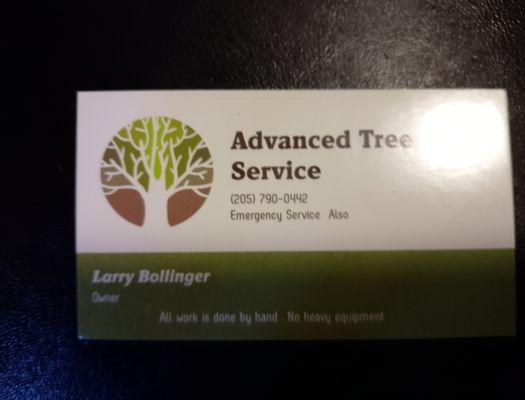 Advanced Tree
Service
(205) 790-0442
Emergency Service Also
Larry Bollinger
Owner
All work is done by hand . No heavy equipment